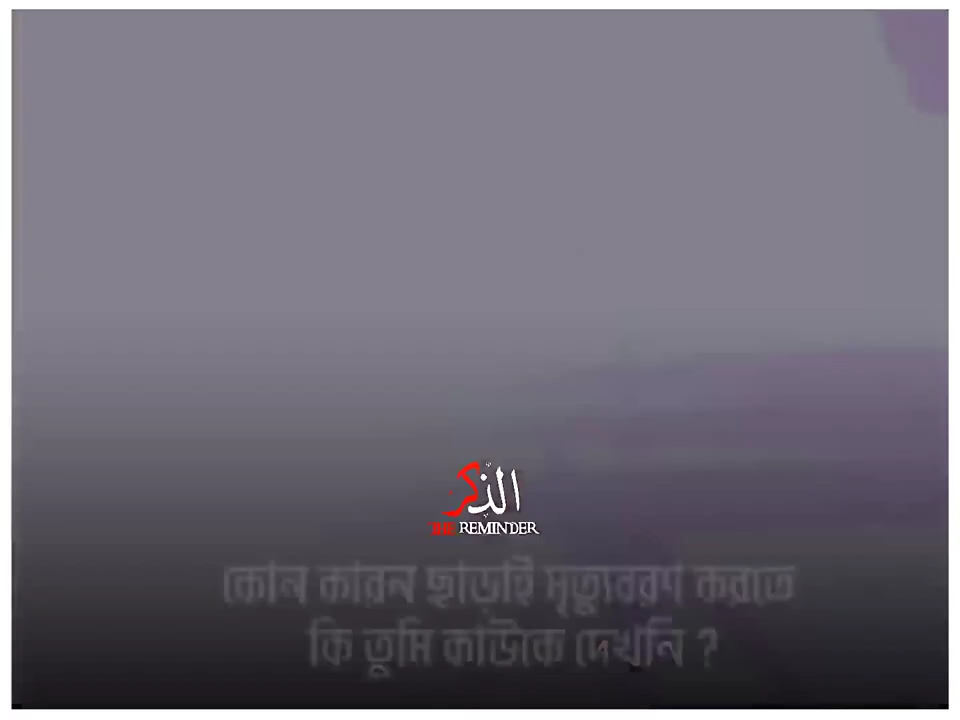 الذكر
THE REMINDER
কোন কারন ছাড়াই মৃত্যুবরণ করতে
কি তুমি কাউকে দেখনি ?